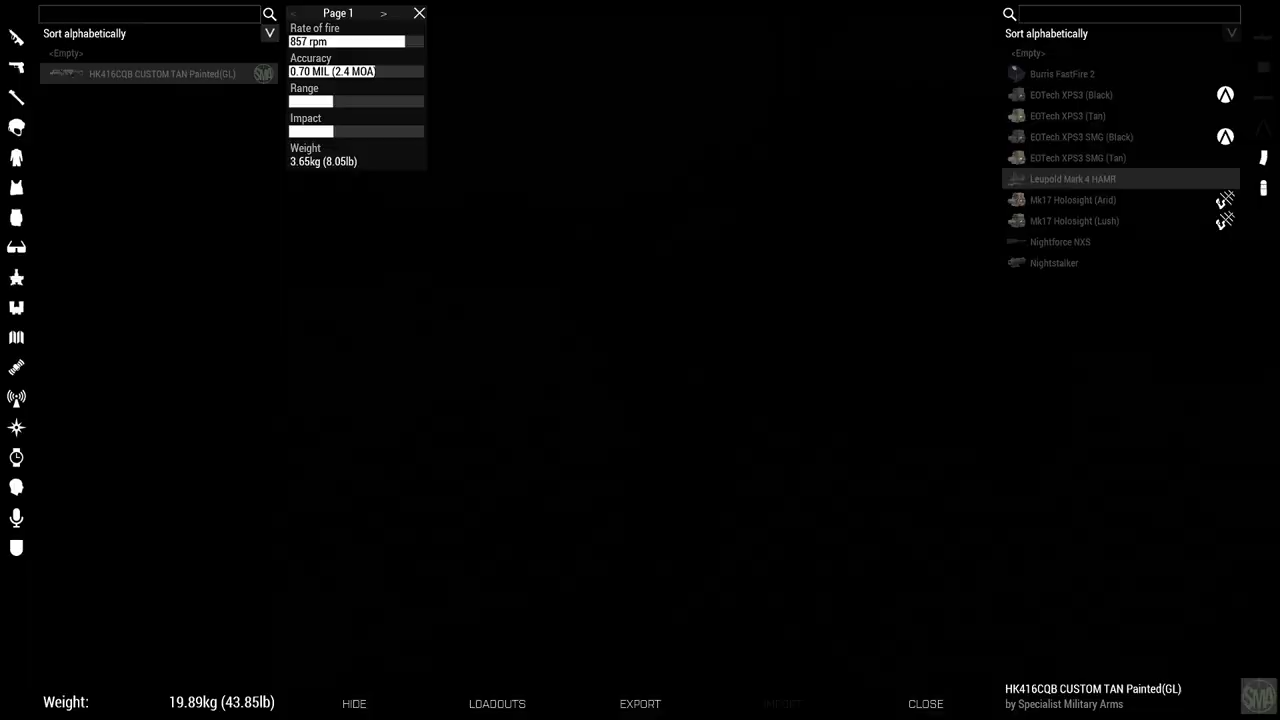 Sort alphabetically
<Empty>
HK416CQB CUSTOM TAN Painted(GL)
SMA
< Page 1 >
Rate of fire
857 rpm
Accuracy
0.70 MIL (2.4 MOA)
Range
Impact
Weight
3.65kg (8.05lb)
Sort alphabetically
<Empty>
Burris FastFire 2
EOTech XPS3 (Black)
EOTech XPS3 (Tan)
EOTech XPS3 SMG (Black)
EOTech XPS3 SMG (Tan)
Leupold Mark 4 HAMR
Mk17 Holosight (Arid)
Mk17 Holosight (Lush)
Nightforce NXS
Nightstalker
Weight: 19.89kg (43.85lb)
HIDE
LOADOUTS
EXPORT
IMPORT
CLOSE
HK416CQB CUSTOM TAN Painted(GL)
by Specialist Military Arms
SMA